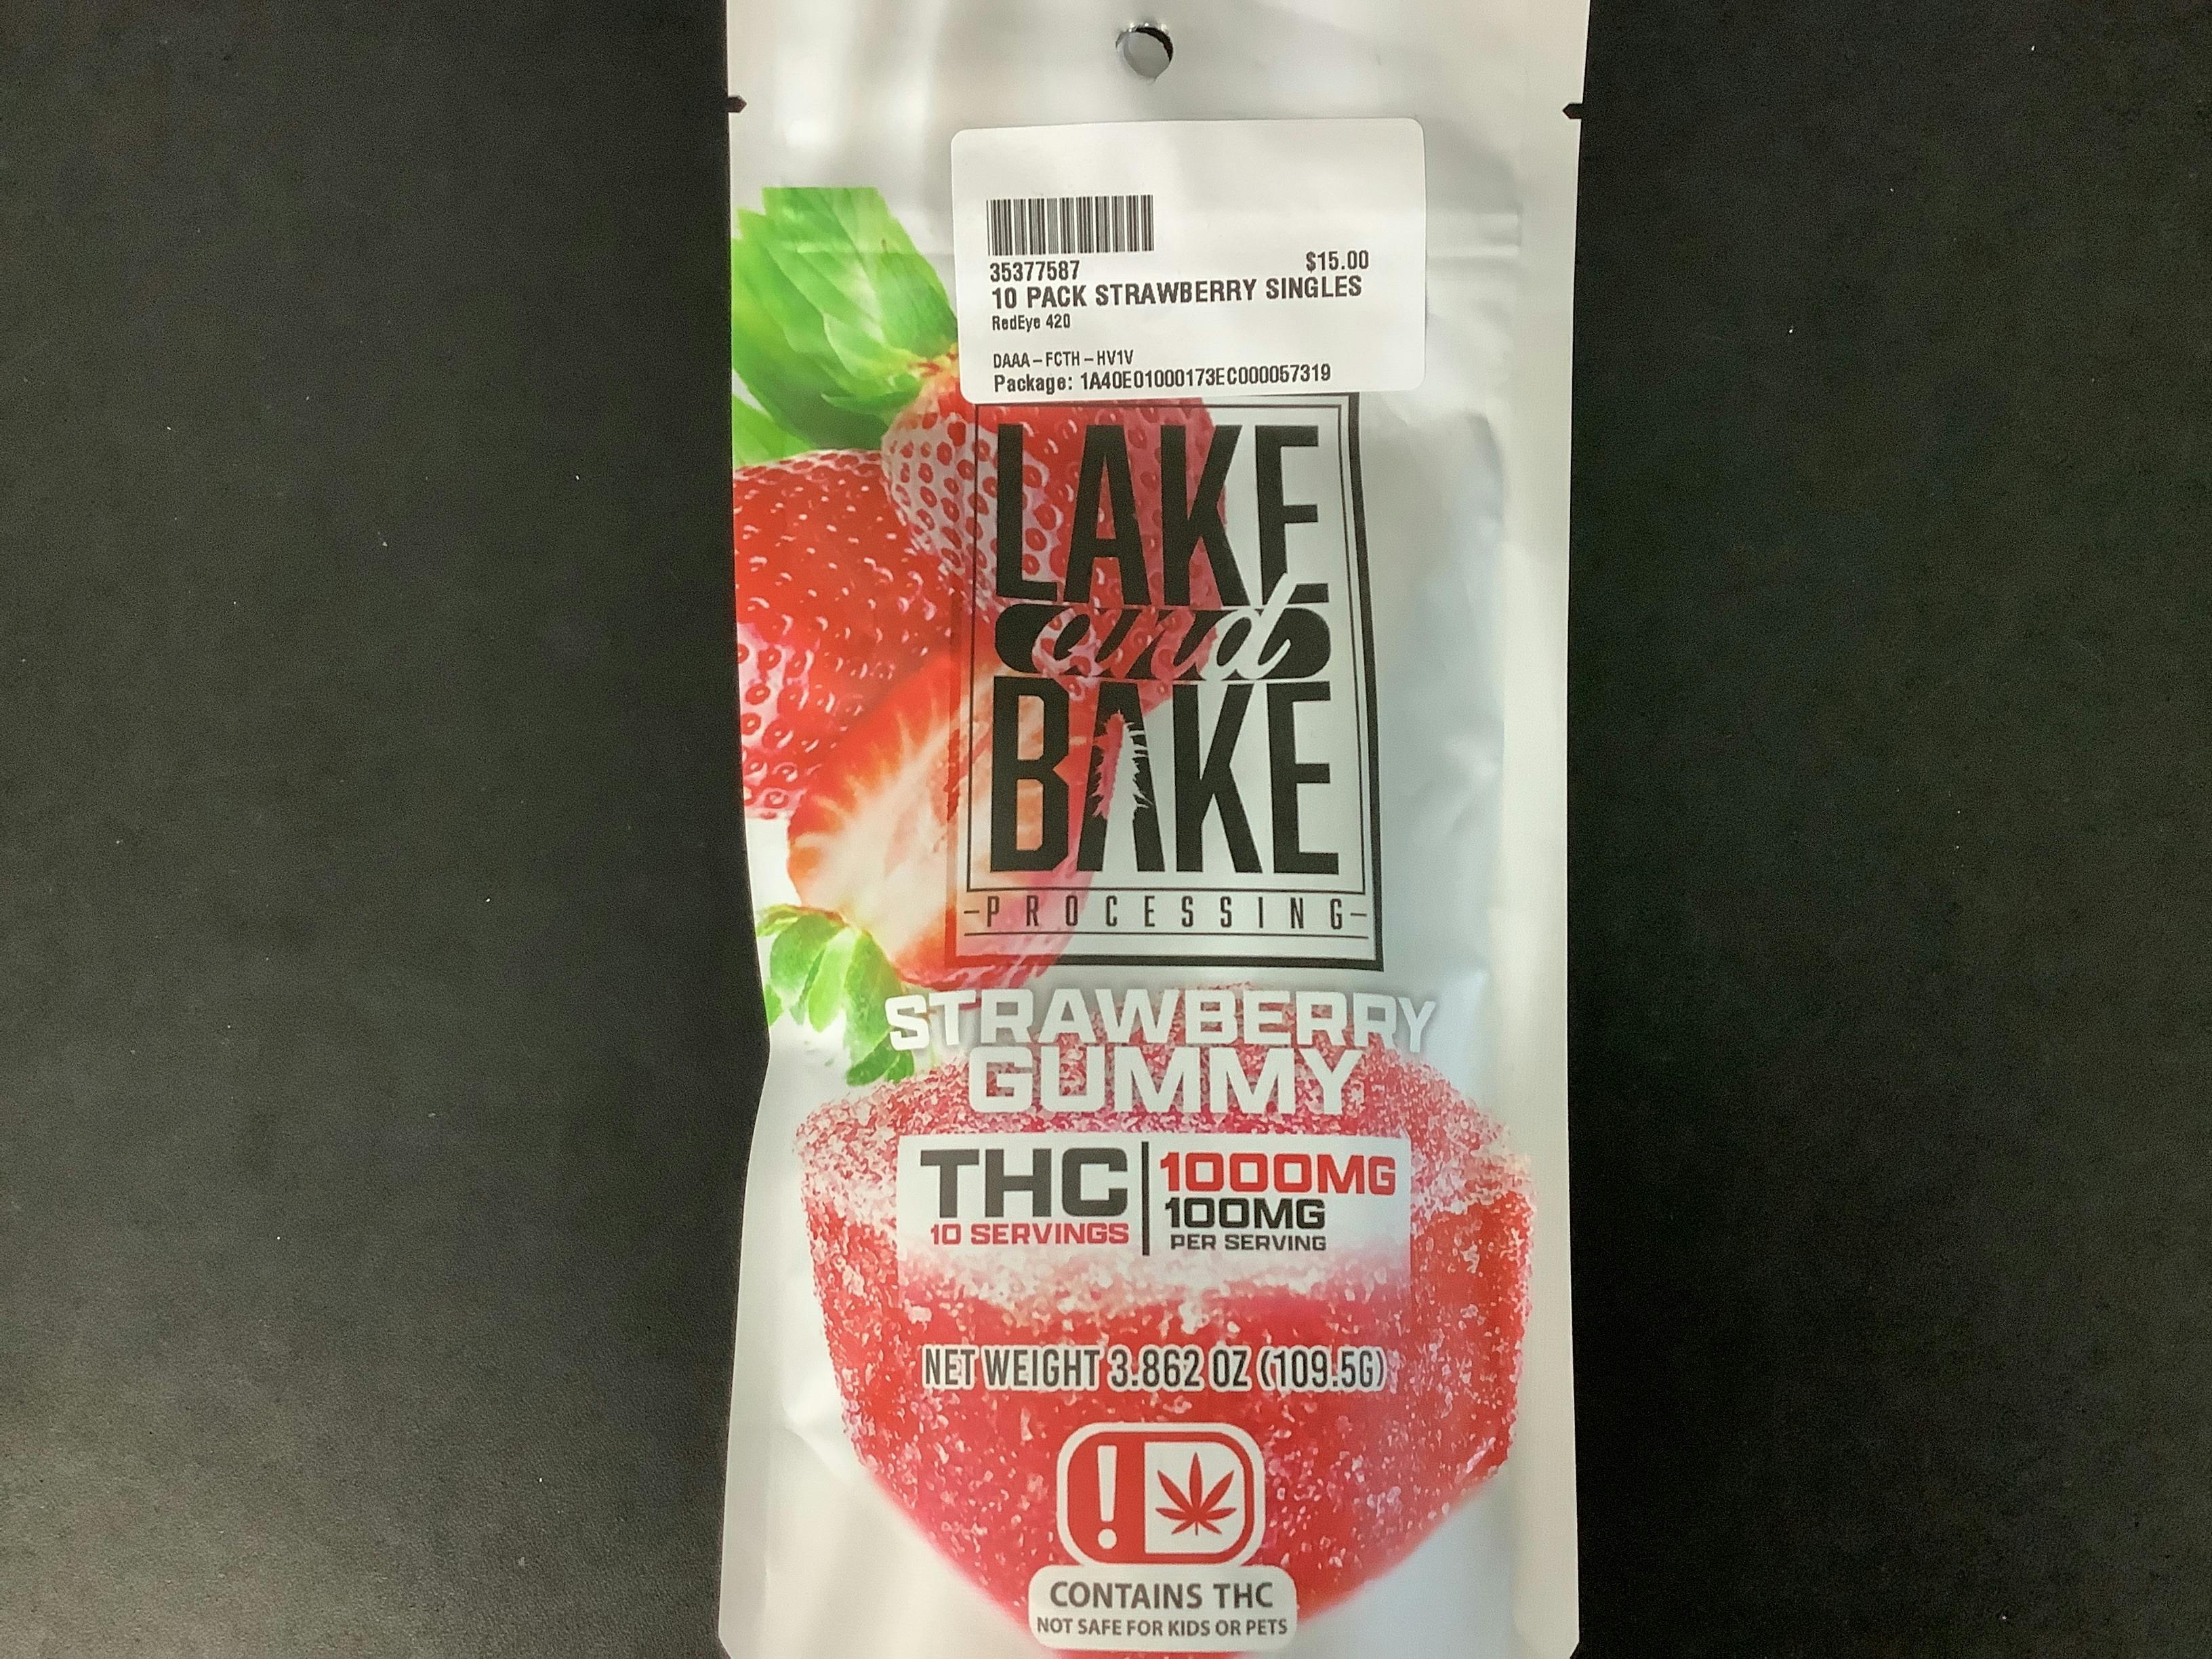 35377587 $15.00
10 PACK STRAWBERRY SINGLES
RedEye 420
DAAA-FCTH-HV1V
Package: 1A40E01000173EC000057319
LAKE
and
BAKE
-PROCESSING-
STRAWBERRY
GUMMY
THC 1000MG
10 SERVINGS 100MG
PER SERVING
NET WEIGHT 3.862 OZ (109.5G)
!
CONTAINS THC
NOT SAFE FOR KIDS OR PETS